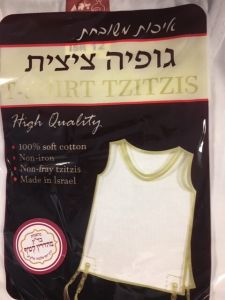 איכות משובחת
גופיה ציצית
T-SHIRT TZITZIS
High Quality
• 100% soft cotton
• Non-iron
• Non-fray tzitzis
• Made in Israel